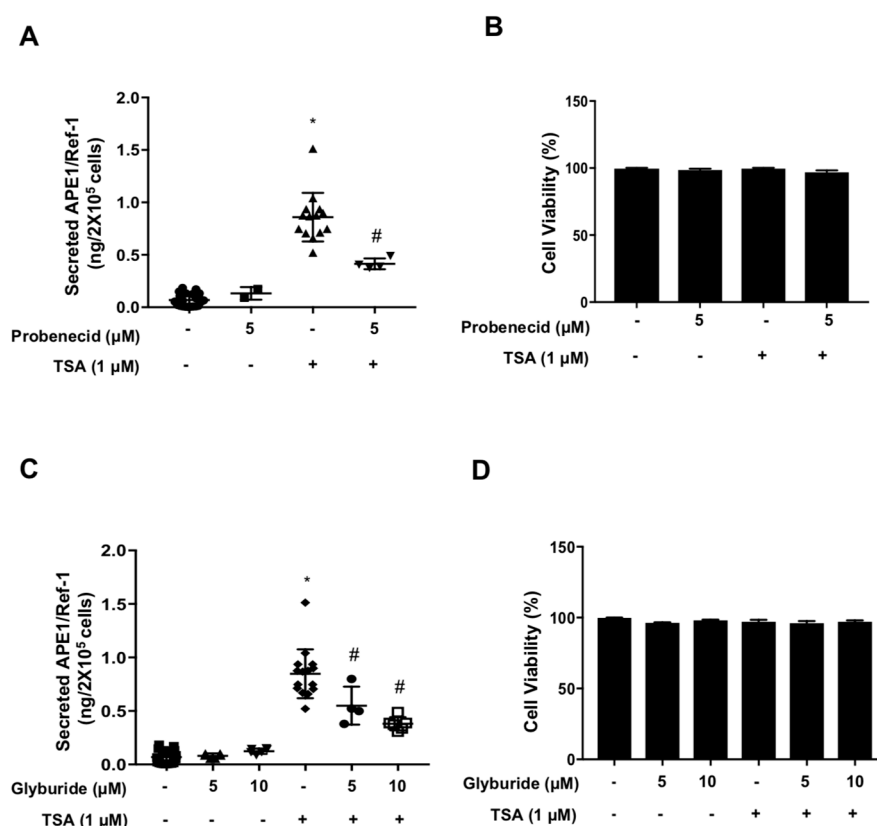 A
Secreted APE1/Ref-1
(ng/2X10⁵ cells)
2.0
1.5
1.0
0.5
0.0
*
#
Probenecid (μM) - 5 - 5
TSA (1 μM) - - + +
B
Cell Viability (%)
150
100
50
0
Probenecid (μM) - 5 - 5
TSA (1 μM) - - + +
C
Secreted APE1/Ref-1
(ng/2X10⁵ cells)
2.0
1.5
1.0
0.5
0.0
*
#
#
Glyburide (μM) - 5 10 - 5 10
TSA (1 μM) - - - + + +
D
Cell Viability (%)
150
100
50
0
Glyburide (μM) - 5 10 - 5 10
TSA (1 μM) - - - + + +